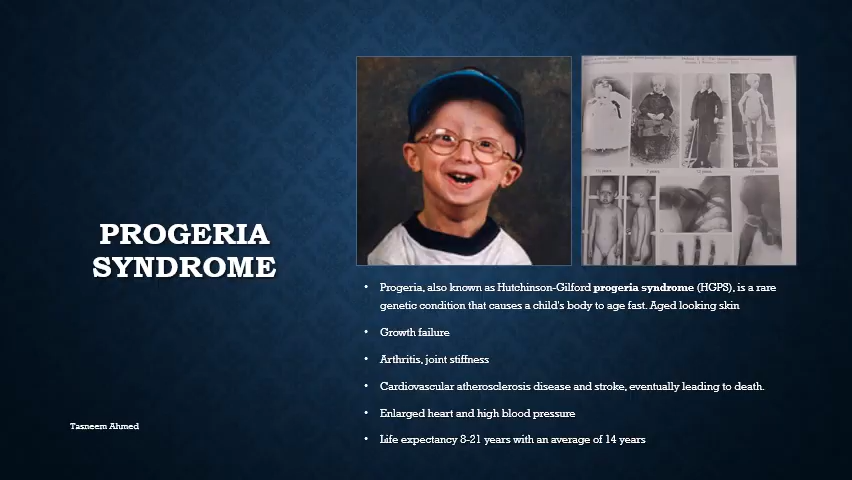 PROGERIA
SYNDROME
Progeria, also known as Hutchinson-Gilford progeria syndrome (HGPS), is a rare
genetic condition that causes a child's body to age fast. Aged looking skin
Growth failure
Arthritis, joint stiffness
Cardiovascular atherosclerosis disease and stroke, eventually leading to death.
Enlarged heart and high blood pressure
Life expectancy 8-21 years with an average of 14 years
Tasneem Ahmed